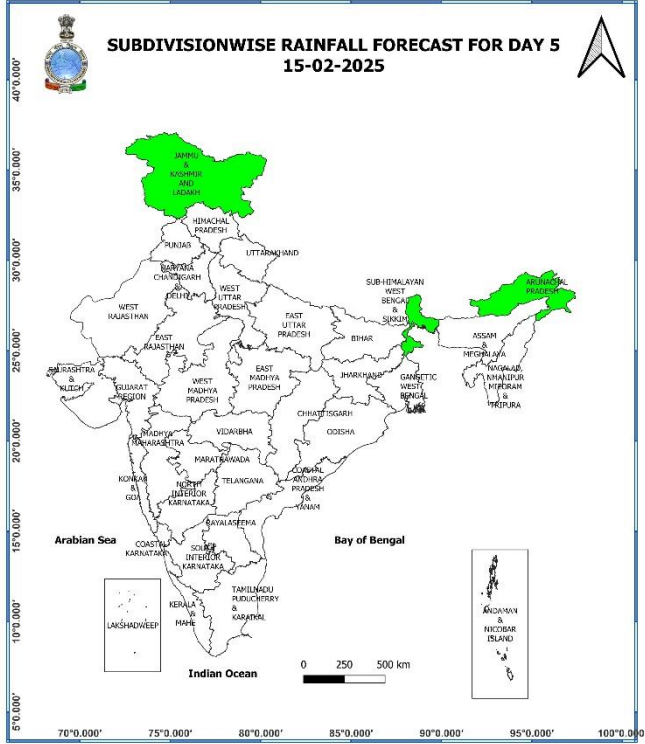 SUBDIVISIONWISE RAINFALL FORECAST FOR DAY 5
15-02-2025
40°0.000'
35°0.000'
30°0.000'
25°0.000'
20°0.000'
15°0.000'
10°0.000'
5°0.000'
JAMMU
&
KASHMIR
AND
LADAKH
HIMACHAL
PRADESH
PUNJAB
UTTARAKHAND
HARYANA
CHANDIGARH
&
DELHI
WEST
UTTAR
PRADESH
WEST
RAJASTHAN
EAST
RAJASTHAN
EAST
UTTAR
PRADESH
SUB-HIMALAYAN
WEST
BENGAL
&
SIKKIM
ARUNACHAL
PRADESH
BIHAR
ASSAM
&
MEGHALAYA
NAGALAD
MANIPUR
MIZORAM
&
TRIPURA
SAURASHTRA
&
KUTCH
GUJARAT
REGION
WEST
MADHYA
PRADESH
EAST
MADHYA
PRADESH
JHARKHAND
GANGETIC
WEST
BENGAL
CHHATTISGARH
ODISHA
MADHYA
MAHARASHTRA
VIDARBHA
MARATHWADA
TELANGANA
KONKAN
&
GOA
NORTH
INTERIOR
KARNATAKA
COASTAL
ANDHRA
PRADESH
&
YANAM
RAYALASEEMA
Arabian Sea
Bay of Bengal
COASTAL
KARNATAKA
SOUTH
INTERIOR
KARNATAKA
TAMILNADU
PUDUCHERRY
&
KARAIKAL
KERALA
&
MAHE
LAKSHADWEEP
ANDAMAN
&
NICOBAR
ISLAND
Indian Ocean
0 250 500 km
70°0.000' 75°0.000' 80°0.000' 85°0.000' 90°0.000' 95°0.000' 100°0.000'